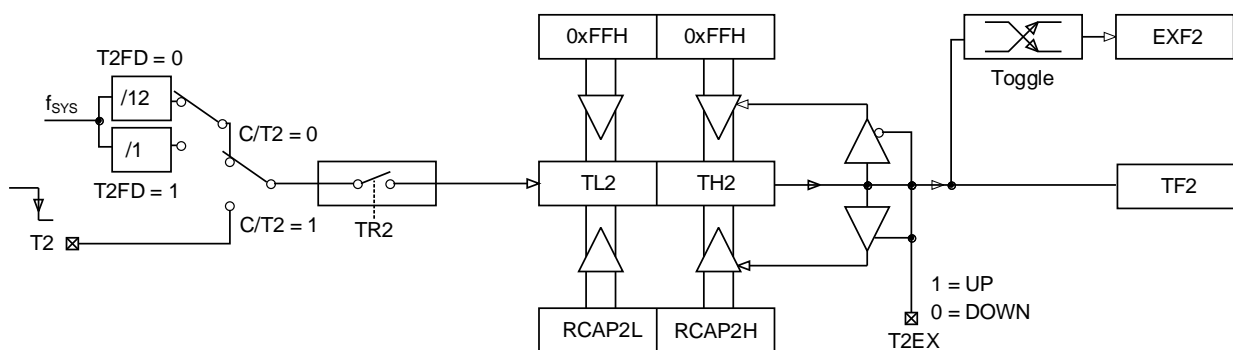 0xFFH 0xFFH
EXF2
Toggle
T2FD = 0
fSYS
/12
/1
T2FD = 1
C/T2 = 0
C/T2 = 1
T2
TR2
TL2 TH2
TF2
RCAP2L RCAP2H
1 = UP
0 = DOWN
T2EX